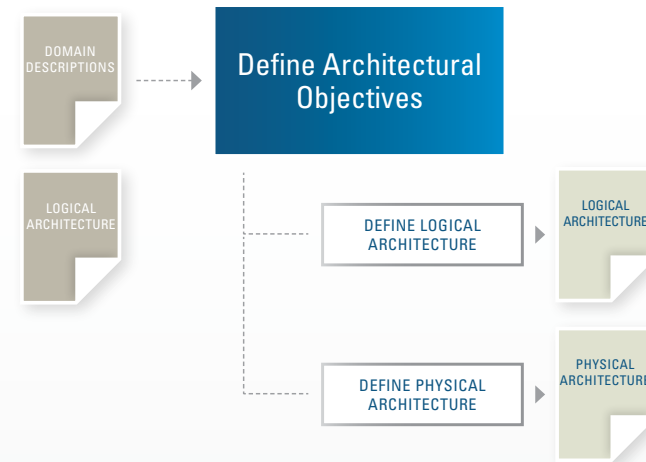 DOMAIN
DESCRIPTIONS
Define Architectural
Objectives
LOGICAL
ARCHITECTURE
DEFINE LOGICAL
ARCHITECTURE
LOGICAL
ARCHITECTURE
DEFINE PHYSICAL
ARCHITECTURE
PHYSICAL
ARCHITECTURE